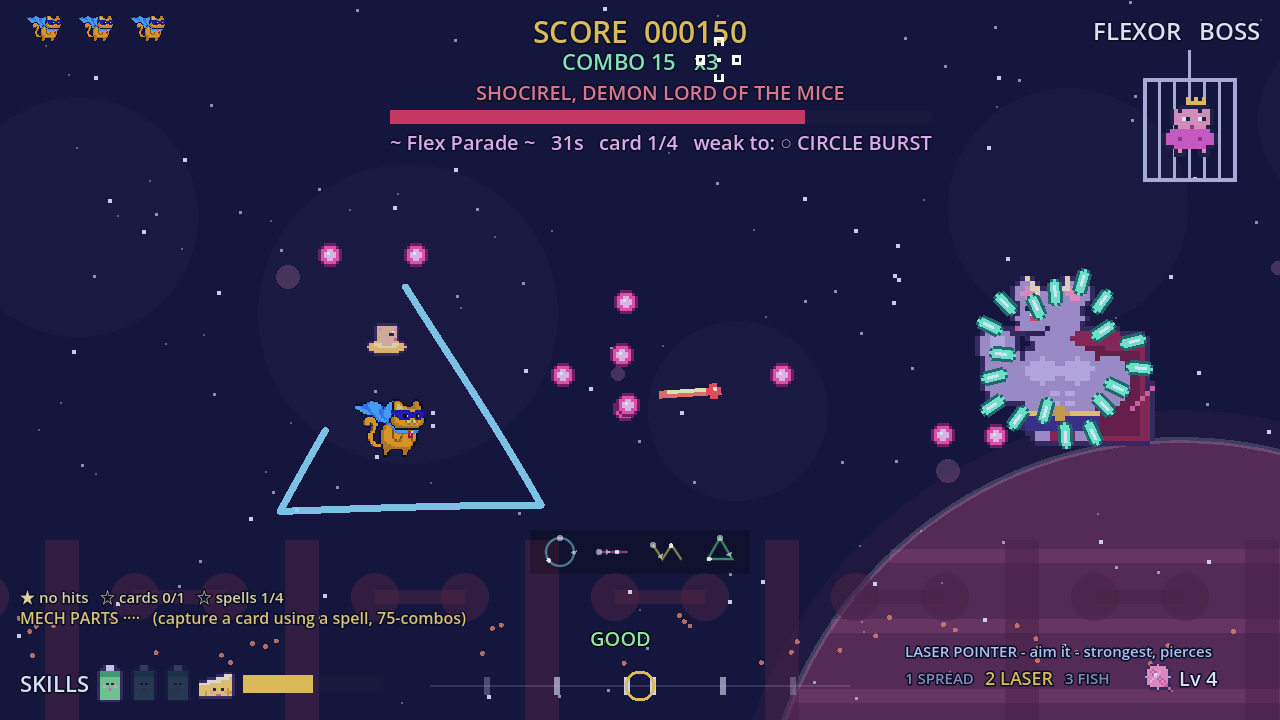 SCORE 000150
FLEXOR BOSS
COMBO 15 x3
SHOCIREL, DEMON LORD OF THE MICE
~ Flex Parade ~ 31s card 1/4 weak to: ○ CIRCLE BURST
★ no hits ☆ cards 0/1 ☆ spells 1/4
MECH PARTS ···· (capture a card using a spell, 75-combos)
GOOD
LASER POINTER - aim it - strongest, pierces
SKILLS
1 SPREAD 2 LASER 3 FISH Lv 4